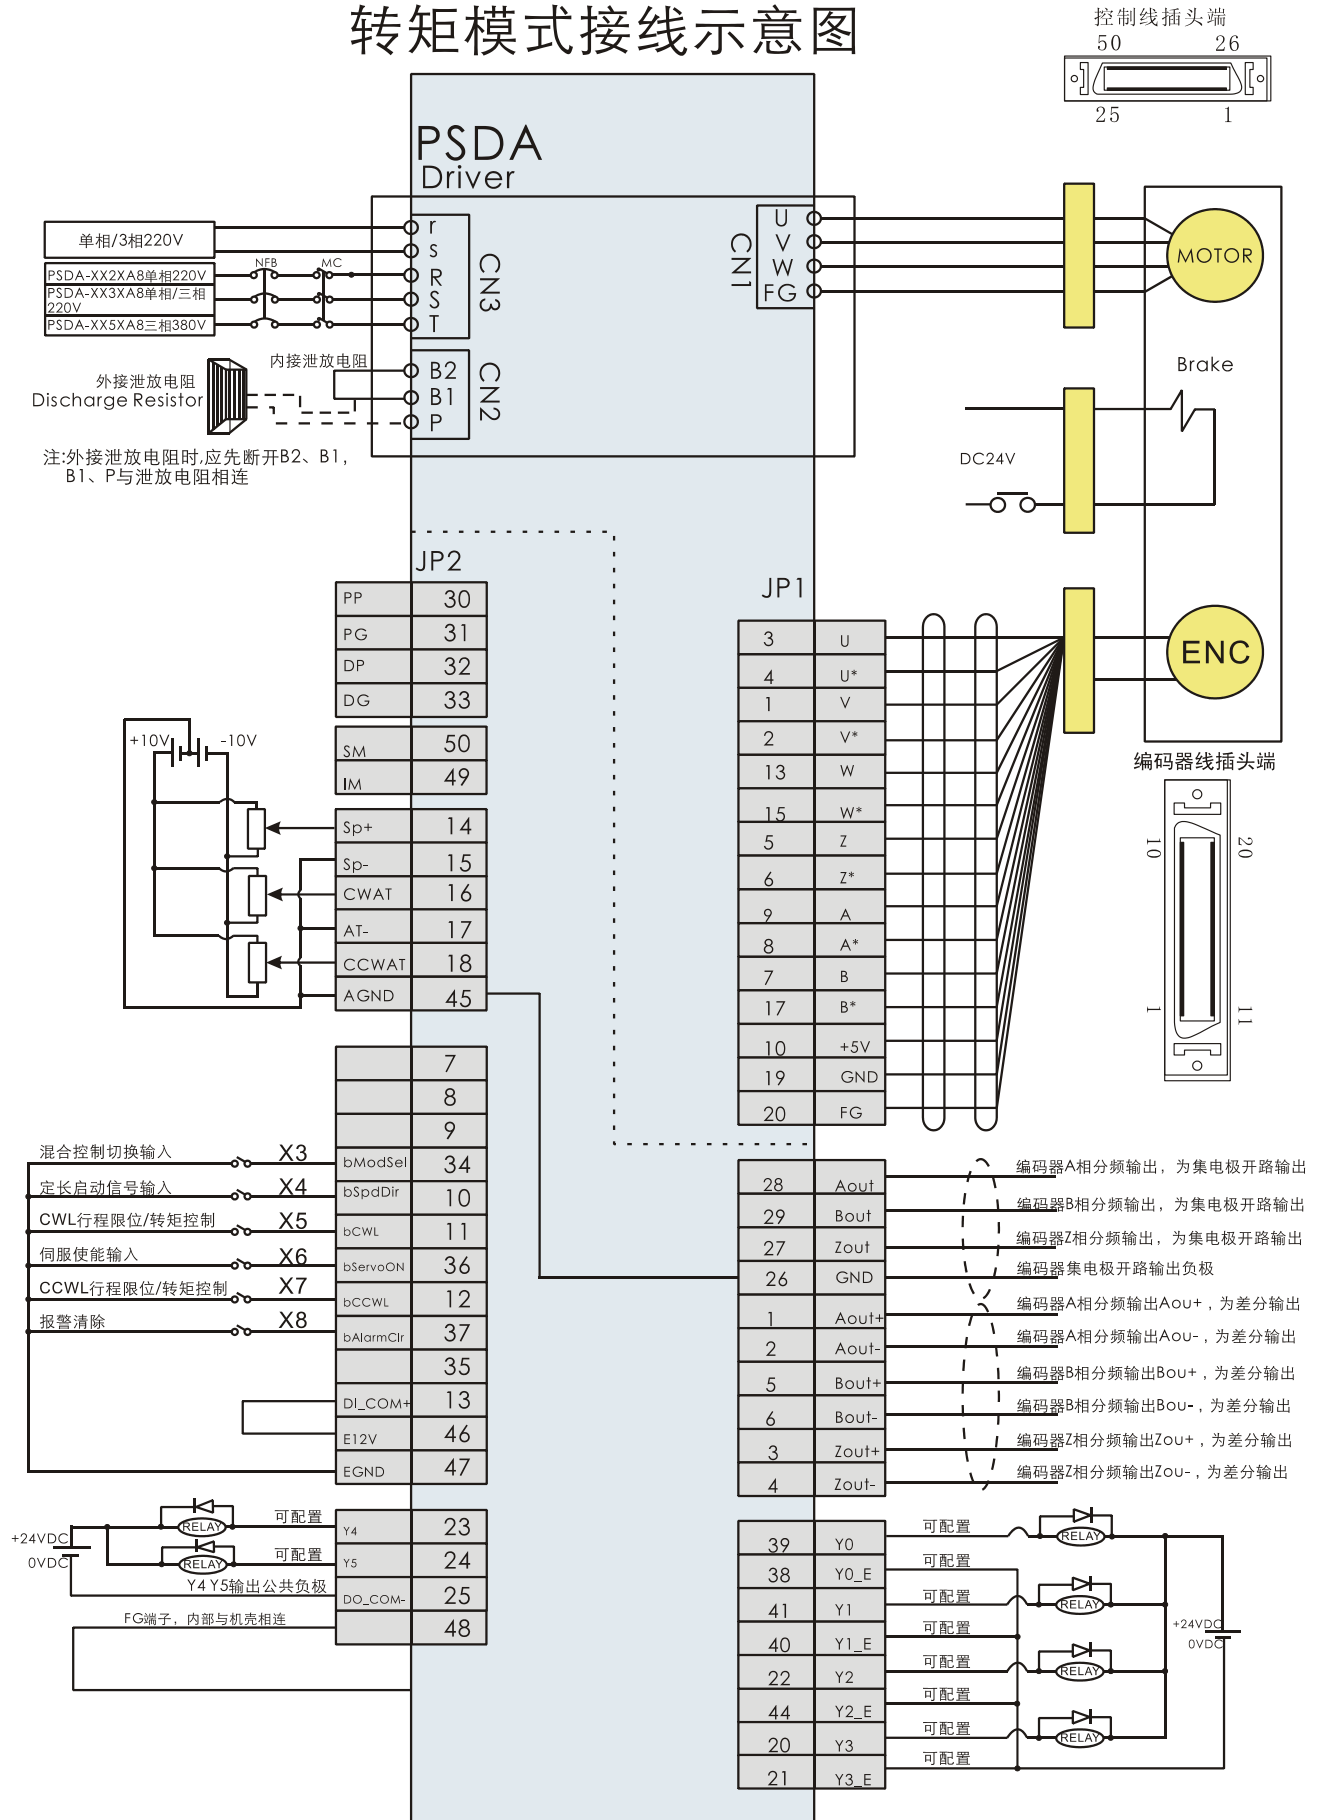 转矩模式接线示意图
控制线插头端
50 26
25 1
PSDA
Driver
单相/3相220V
PSDA-XX2XA8单相220V
PSDA-XX3XA8单相/三相
220V
PSDA-XX5XA8三相380V
NFB MC
r
s
R
S
T
CN3
内接泄放电阻
外接泄放电阻
Discharge Resistor
B2
B1
P
CN2
注:外接泄放电阻时,应先断开B2、B1,
B1、P与泄放电阻相连
U
V
W
FG
CN1
MOTOR
Brake
DC24V
ENC
编码器线插头端
10 20
1 11
JP2
PP 30
PG 31
DP 32
DG 33
SM 50
IM 49
+10V -10V
Sp+ 14
Sp- 15
CWAT 16
AT- 17
CCWAT 18
AGND 45
7
8
9
混合控制切换输入 X3 bModSel 34
定长启动信号输入 X4 bSpdDir 10
CWL行程限位/转矩控制 X5 bCWL 11
伺服使能输入 X6 bServoON 36
CCWL行程限位/转矩控制 X7 bCCWL 12
报警清除 X8 bAlarmClr 37
35
DI_COM+ 13
E12V 46
EGND 47
+24VDC
0VDC
RELAY 可配置 Y4 23
RELAY 可配置 Y5 24
Y4 Y5输出公共负极 DO_COM- 25
FG端子，内部与机壳相连 48
JP1
3 U
4 U*
1 V
2 V*
13 W
15 W*
5 Z
6 Z*
9 A
8 A*
7 B
17 B*
10 +5V
19 GND
20 FG
28 Aout 编码器A相分频输出，为集电极开路输出
29 Bout 编码器B相分频输出，为集电极开路输出
27 Zout 编码器Z相分频输出，为集电极开路输出
26 GND 编码器集电极开路输出负极
1 Aout+ 编码器A相分频输出Aou+，为差分输出
2 Aout- 编码器A相分频输出Aou-，为差分输出
5 Bout+ 编码器B相分频输出Bou+，为差分输出
6 Bout- 编码器B相分频输出Bou-，为差分输出
3 Zout+ 编码器Z相分频输出Zou+，为差分输出
4 Zout- 编码器Z相分频输出Zou-，为差分输出
39 Y0 可配置 RELAY
38 Y0_E 可配置
41 Y1 可配置 RELAY
40 Y1_E 可配置
22 Y2 可配置 RELAY
44 Y2_E 可配置
20 Y3 可配置 RELAY
21 Y3_E 可配置
+24VDC
0VDC